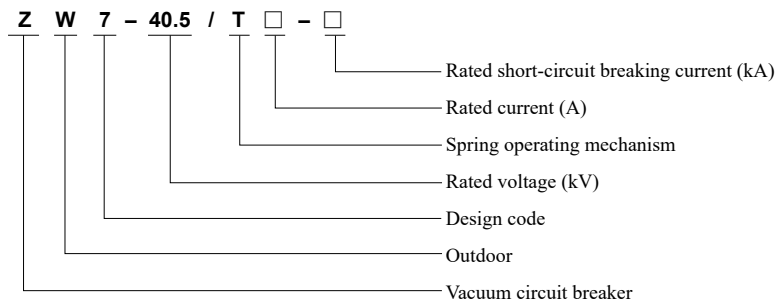 Z W 7 – 40.5 / T □ – □
Rated short-circuit breaking current (kA)
Rated current (A)
Spring operating mechanism
Rated voltage (kV)
Design code
Outdoor
Vacuum circuit breaker